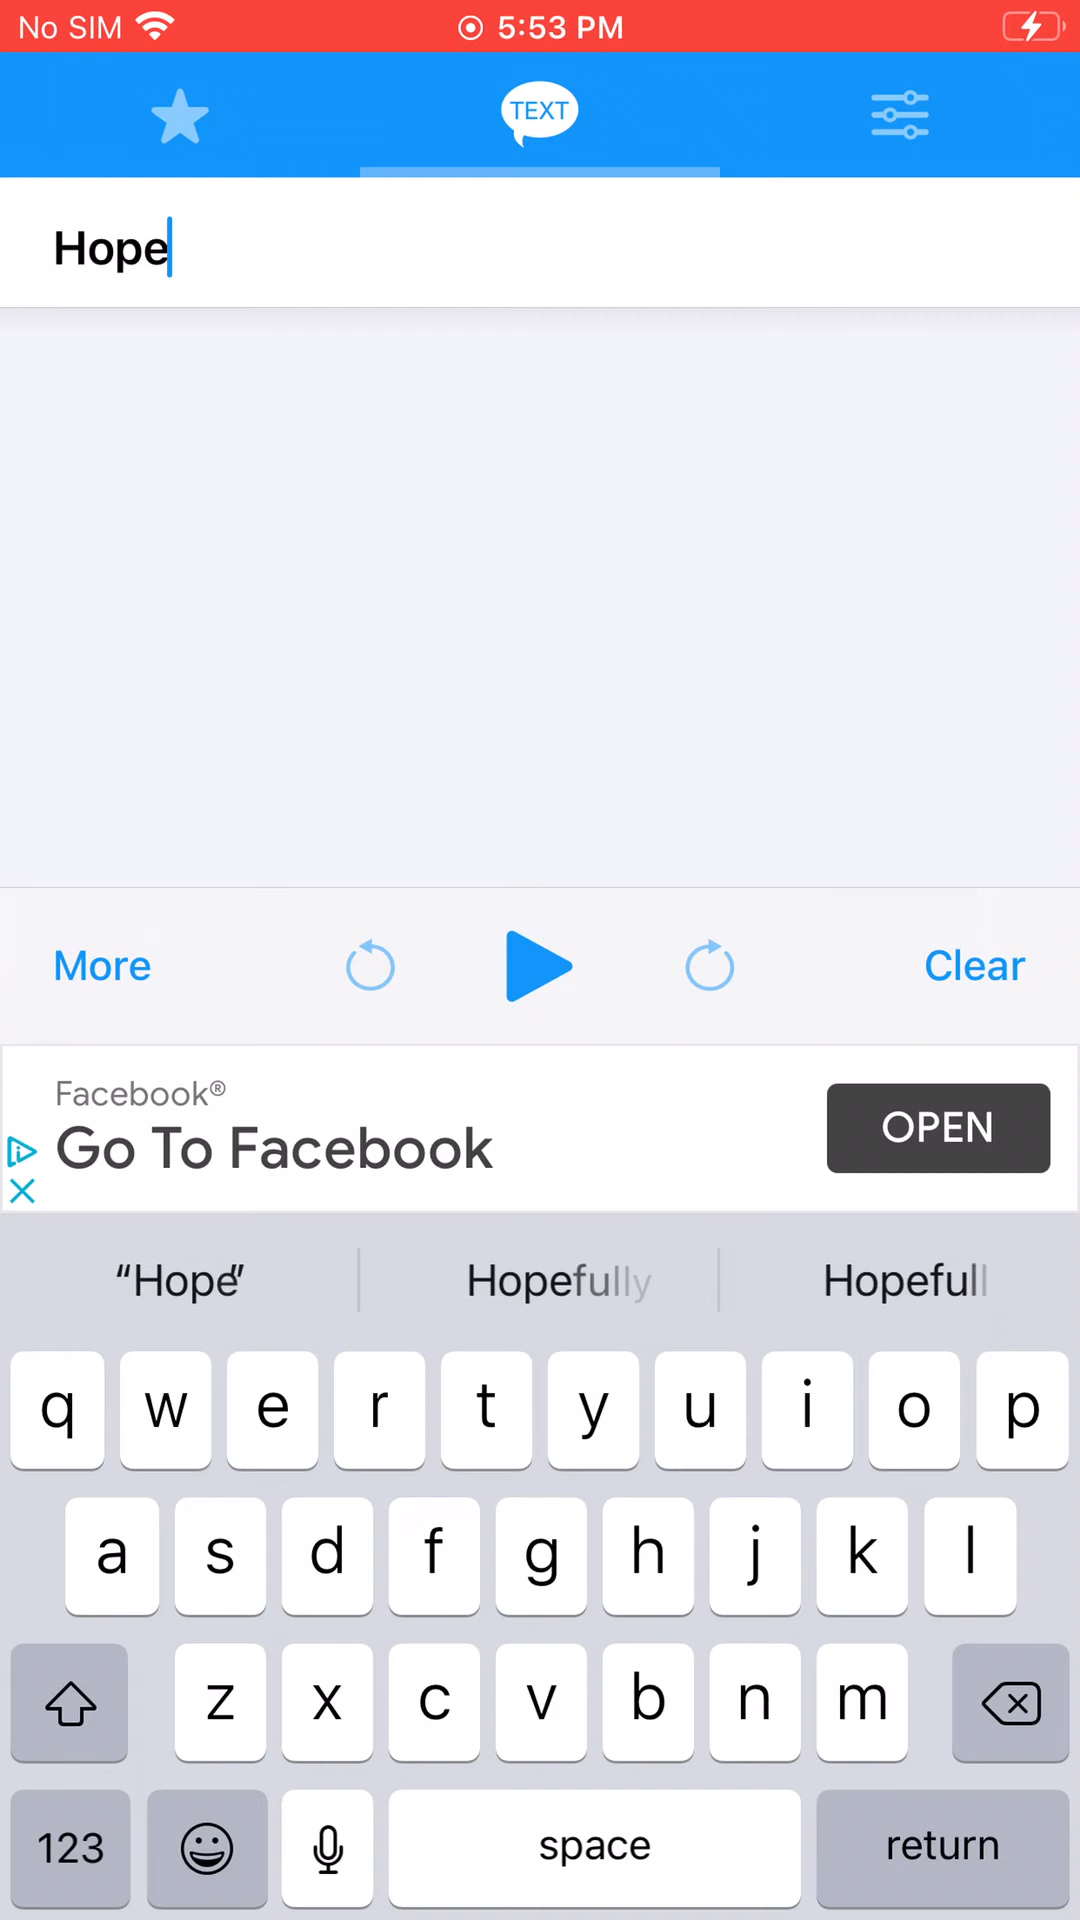 No SIM 5:53 PM
TEXT
Hope
More Clear
Facebook®
Go To Facebook
OPEN
“Hope” Hopefully Hopeful
q w e r t y u i o p
a s d f g h j k l
z x c v b n m
123 space return